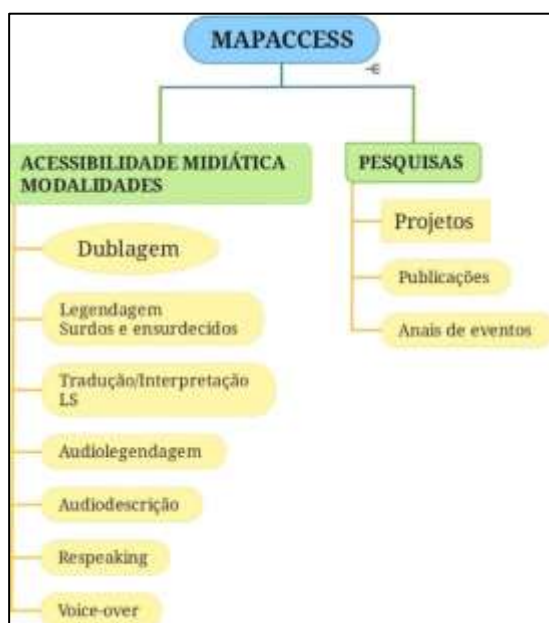 MAPACCESS
ACESSIBILIDADE MIDIÁTICA
MODALIDADES
Dublagem
Legendagem
Surdos e ensurdecidos
Tradução/Interpretação
LS
Audiolegendagem
Audiodescrição
Respeaking
Voice-over
PESQUISAS
Projetos
Publicações
Anais de eventos